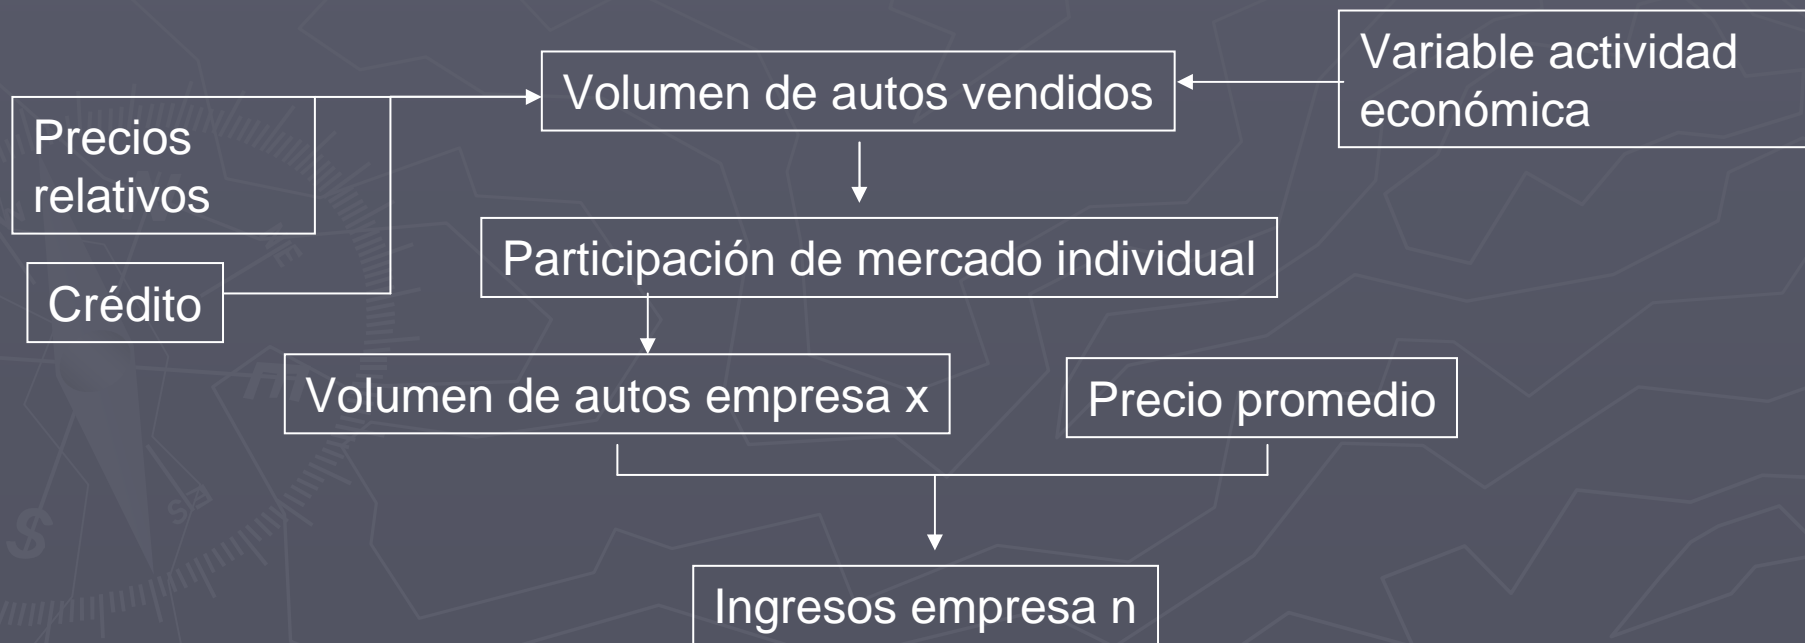 Variable actividad
económica
Volumen de autos vendidos
Precios
relativos
Participación de mercado individual
Crédito
Volumen de autos empresa x
Precio promedio
Ingresos empresa n